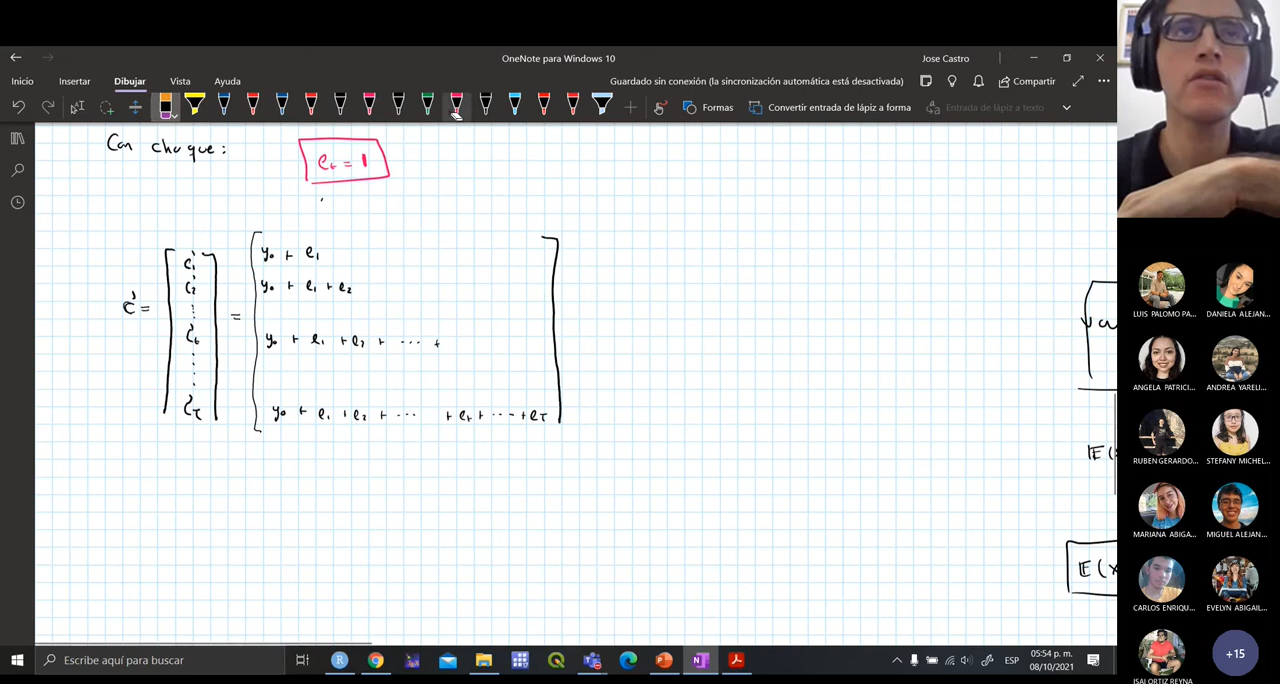 OneNote para Windows 10
Jose Castro
Inicio
Insertar
Dibujar
Vista
Ayuda
Guardado sin conexión (la sincronización automática está desactivada)
Compartir
Formas
Convertir entrada de lápiz a forma
Entrada de lápiz a texto
Con choque:
e_t = 1
C' = [C'_1 C'_2 ⋮ C'_t ⋮ C'_T] =
y_0 + e_1
y_0 + e_1 + e_2
y_0 + e_1 + e_2 + ... +
y_0 + e_1 + e_2 + ... + e_t + ... + e_T
E(
E(x
LUIS PALOMO PA...
DANIELA ALEJAN...
ANGELA PATRICI...
ANDREA YARELI...
RUBEN GERARDO...
STEFANY MICHEL...
MARIANA ABIGA...
MIGUEL ALEJAN...
CARLOS ENRIQU...
EVELYN ABIGAIL...
ISAI ORTIZ REYNA
+15
Escribe aquí para buscar
ESP
05:54 p. m.
08/10/2021